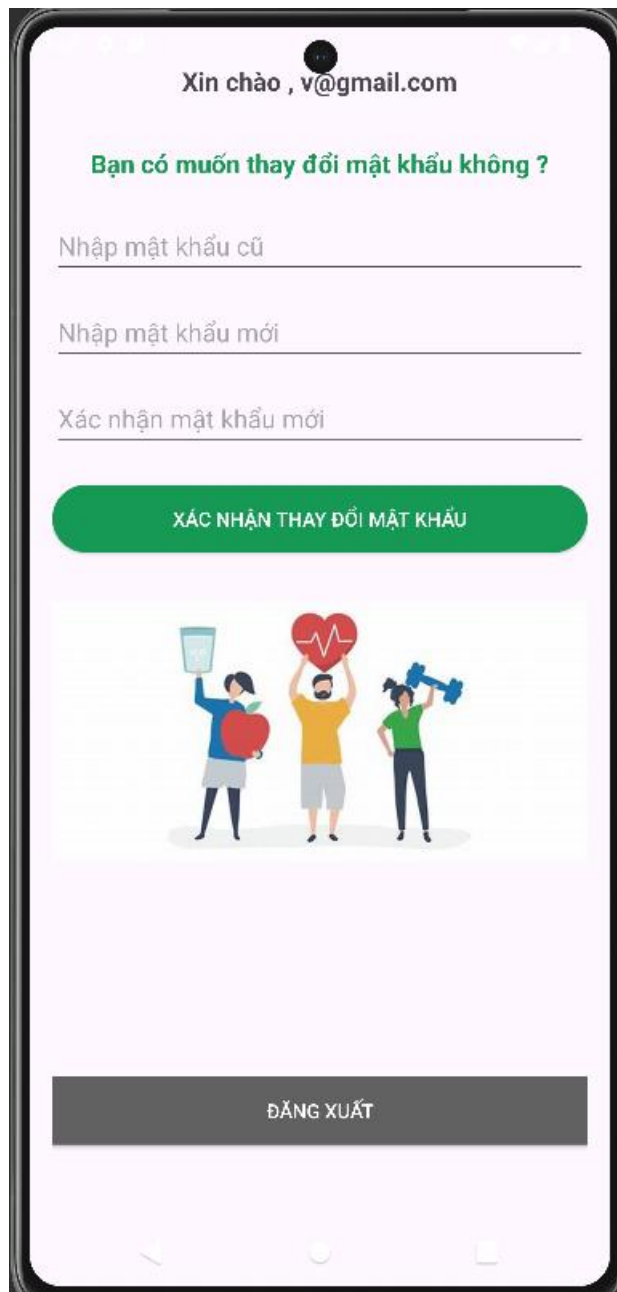 Xin chào , v@gmail.com
Bạn có muốn thay đổi mật khẩu không ?
Nhập mật khẩu cũ
Nhập mật khẩu mới
Xác nhận mật khẩu mới
XÁC NHẬN THAY ĐỔI MẬT KHẨU
ĐĂNG XUẤT